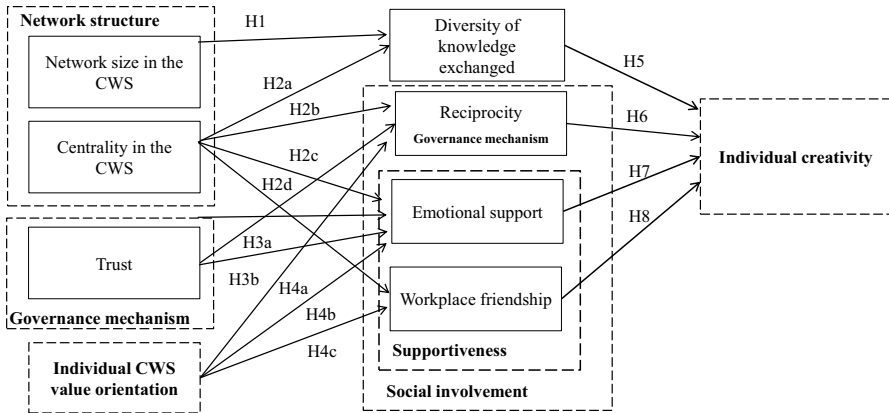 Network structure
Network size in the
CWS
Centrality in the
CWS
Trust
Governance mechanism
Individual CWS
value orientation
H1
H2a
H2b
H2c
H2d
H3a
H3b
H4a
H4b
H4c
Diversity of
knowledge
exchanged
Reciprocity
Governance mechanism
Emotional support
Workplace friendship
Supportiveness
Social involvement
H5
H6
H7
H8
Individual creativity